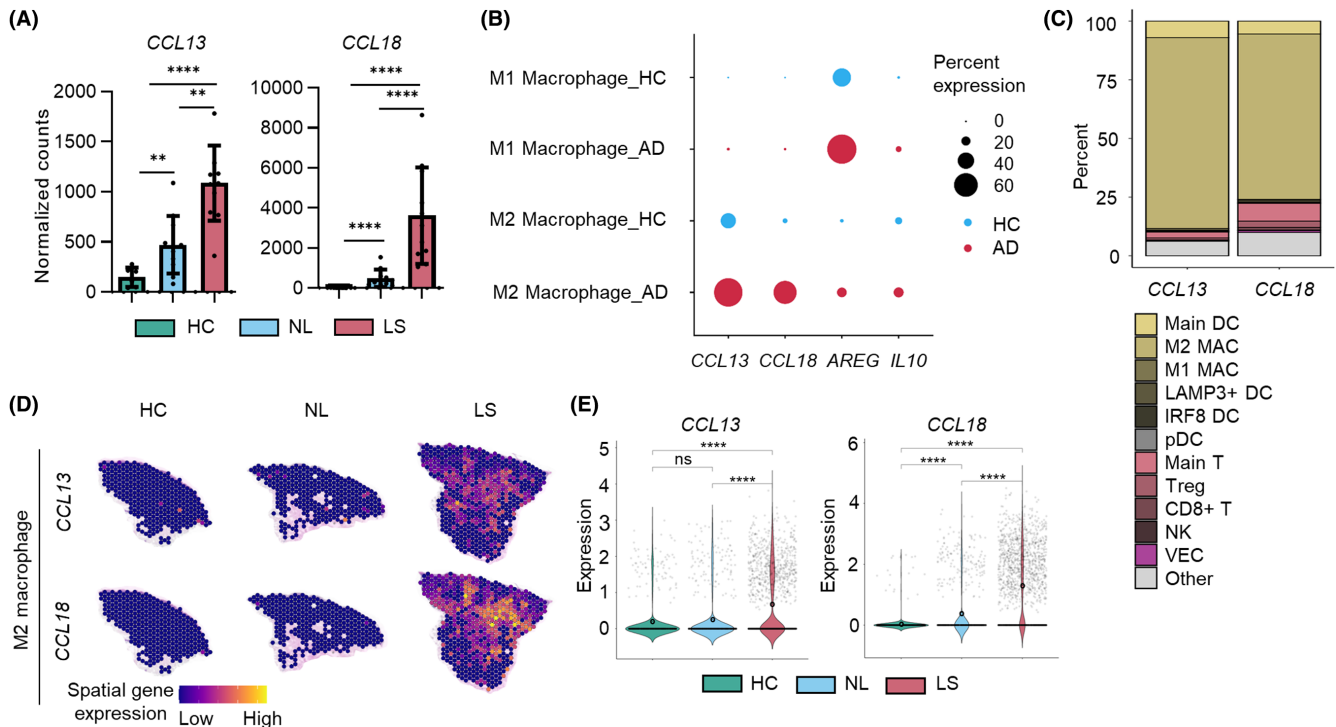 (A)
CCL13
CCL18
Normalized counts
2000
1500
1000
500
0
10000
8000
6000
4000
2000
0
****
**
**
****
****
****
HC
NL
LS
(B)
M1 Macrophage_HC
M1 Macrophage_AD
M2 Macrophage_HC
M2 Macrophage_AD
CCL13 CCL18 AREG IL10
Percent
expression
0
20
40
60
HC
AD
(C)
Percent
100
75
50
25
0
CCL13 CCL18
Main DC
M2 MAC
M1 MAC
LAMP3+ DC
IRF8 DC
pDC
Main T
Treg
CD8+ T
NK
VEC
Other
(D)
HC NL LS
M2 macrophage
CCL13
CCL18
Spatial gene
expression
Low High
(E)
CCL13
Expression
5
4
3
2
1
0
****
ns
****
CCL18
Expression
6
4
2
0
****
****
****
HC NL LS